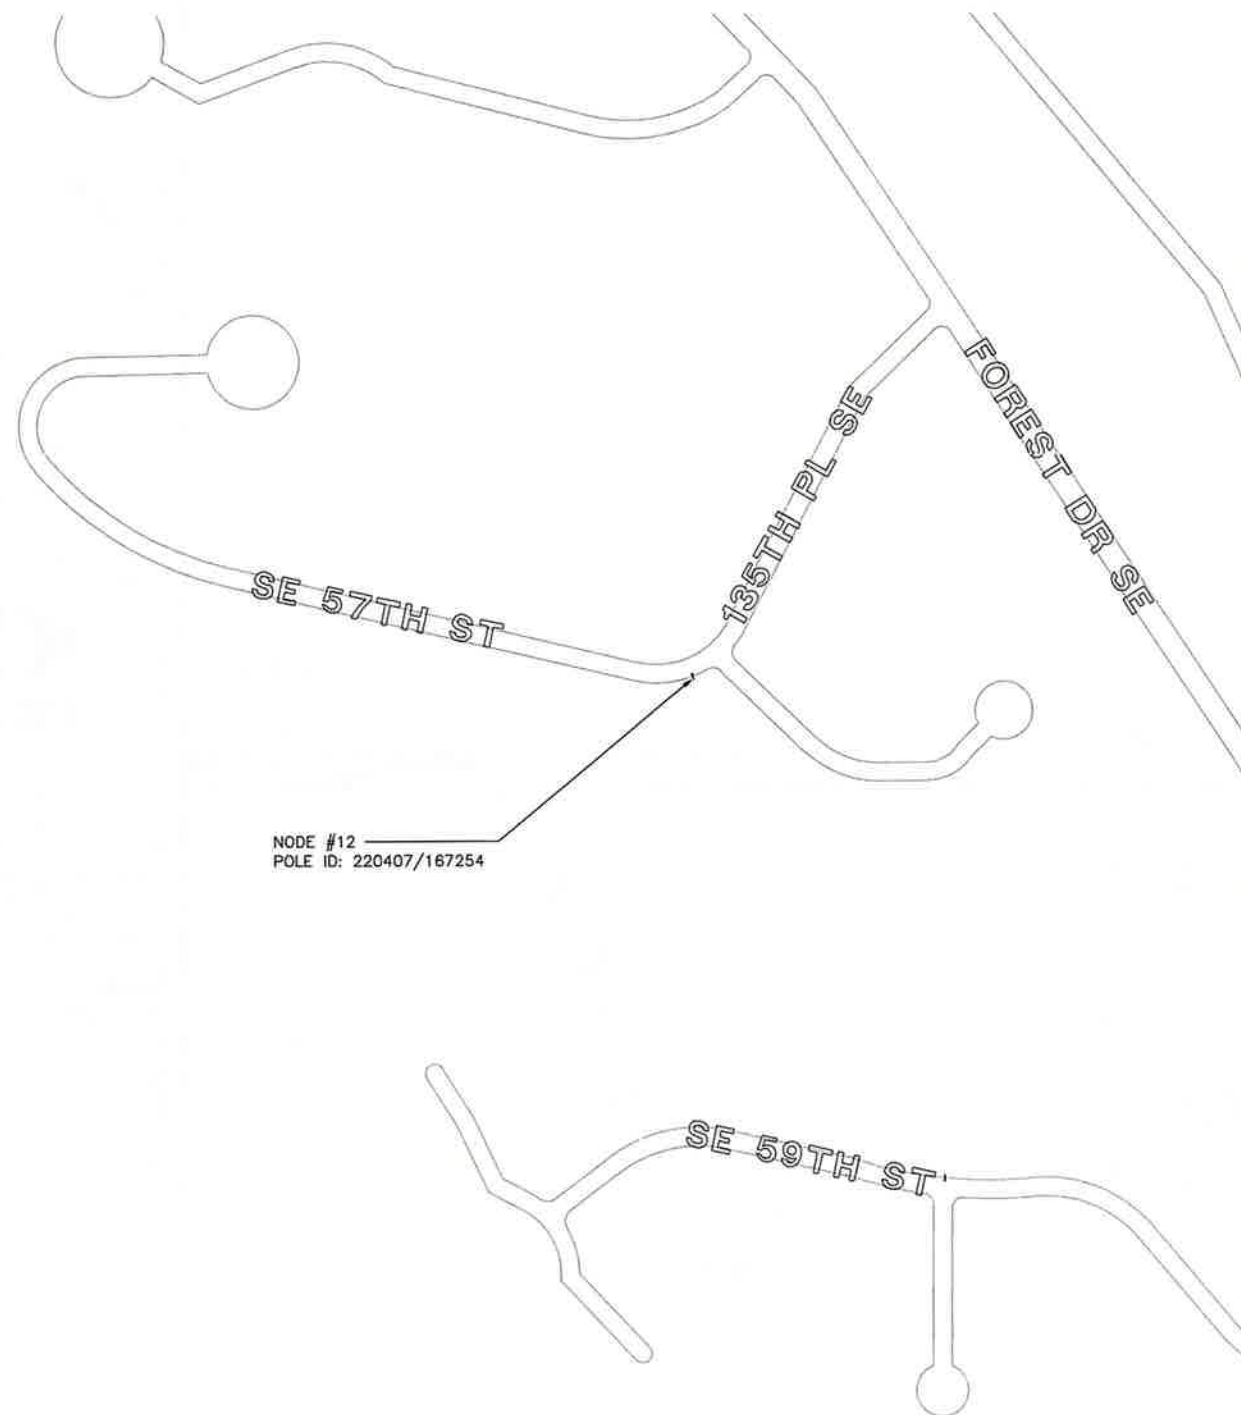 FOREST DR SE
135TH PL SE
SE 57TH ST
NODE #12
POLE ID: 220407/167254
SE 59TH ST